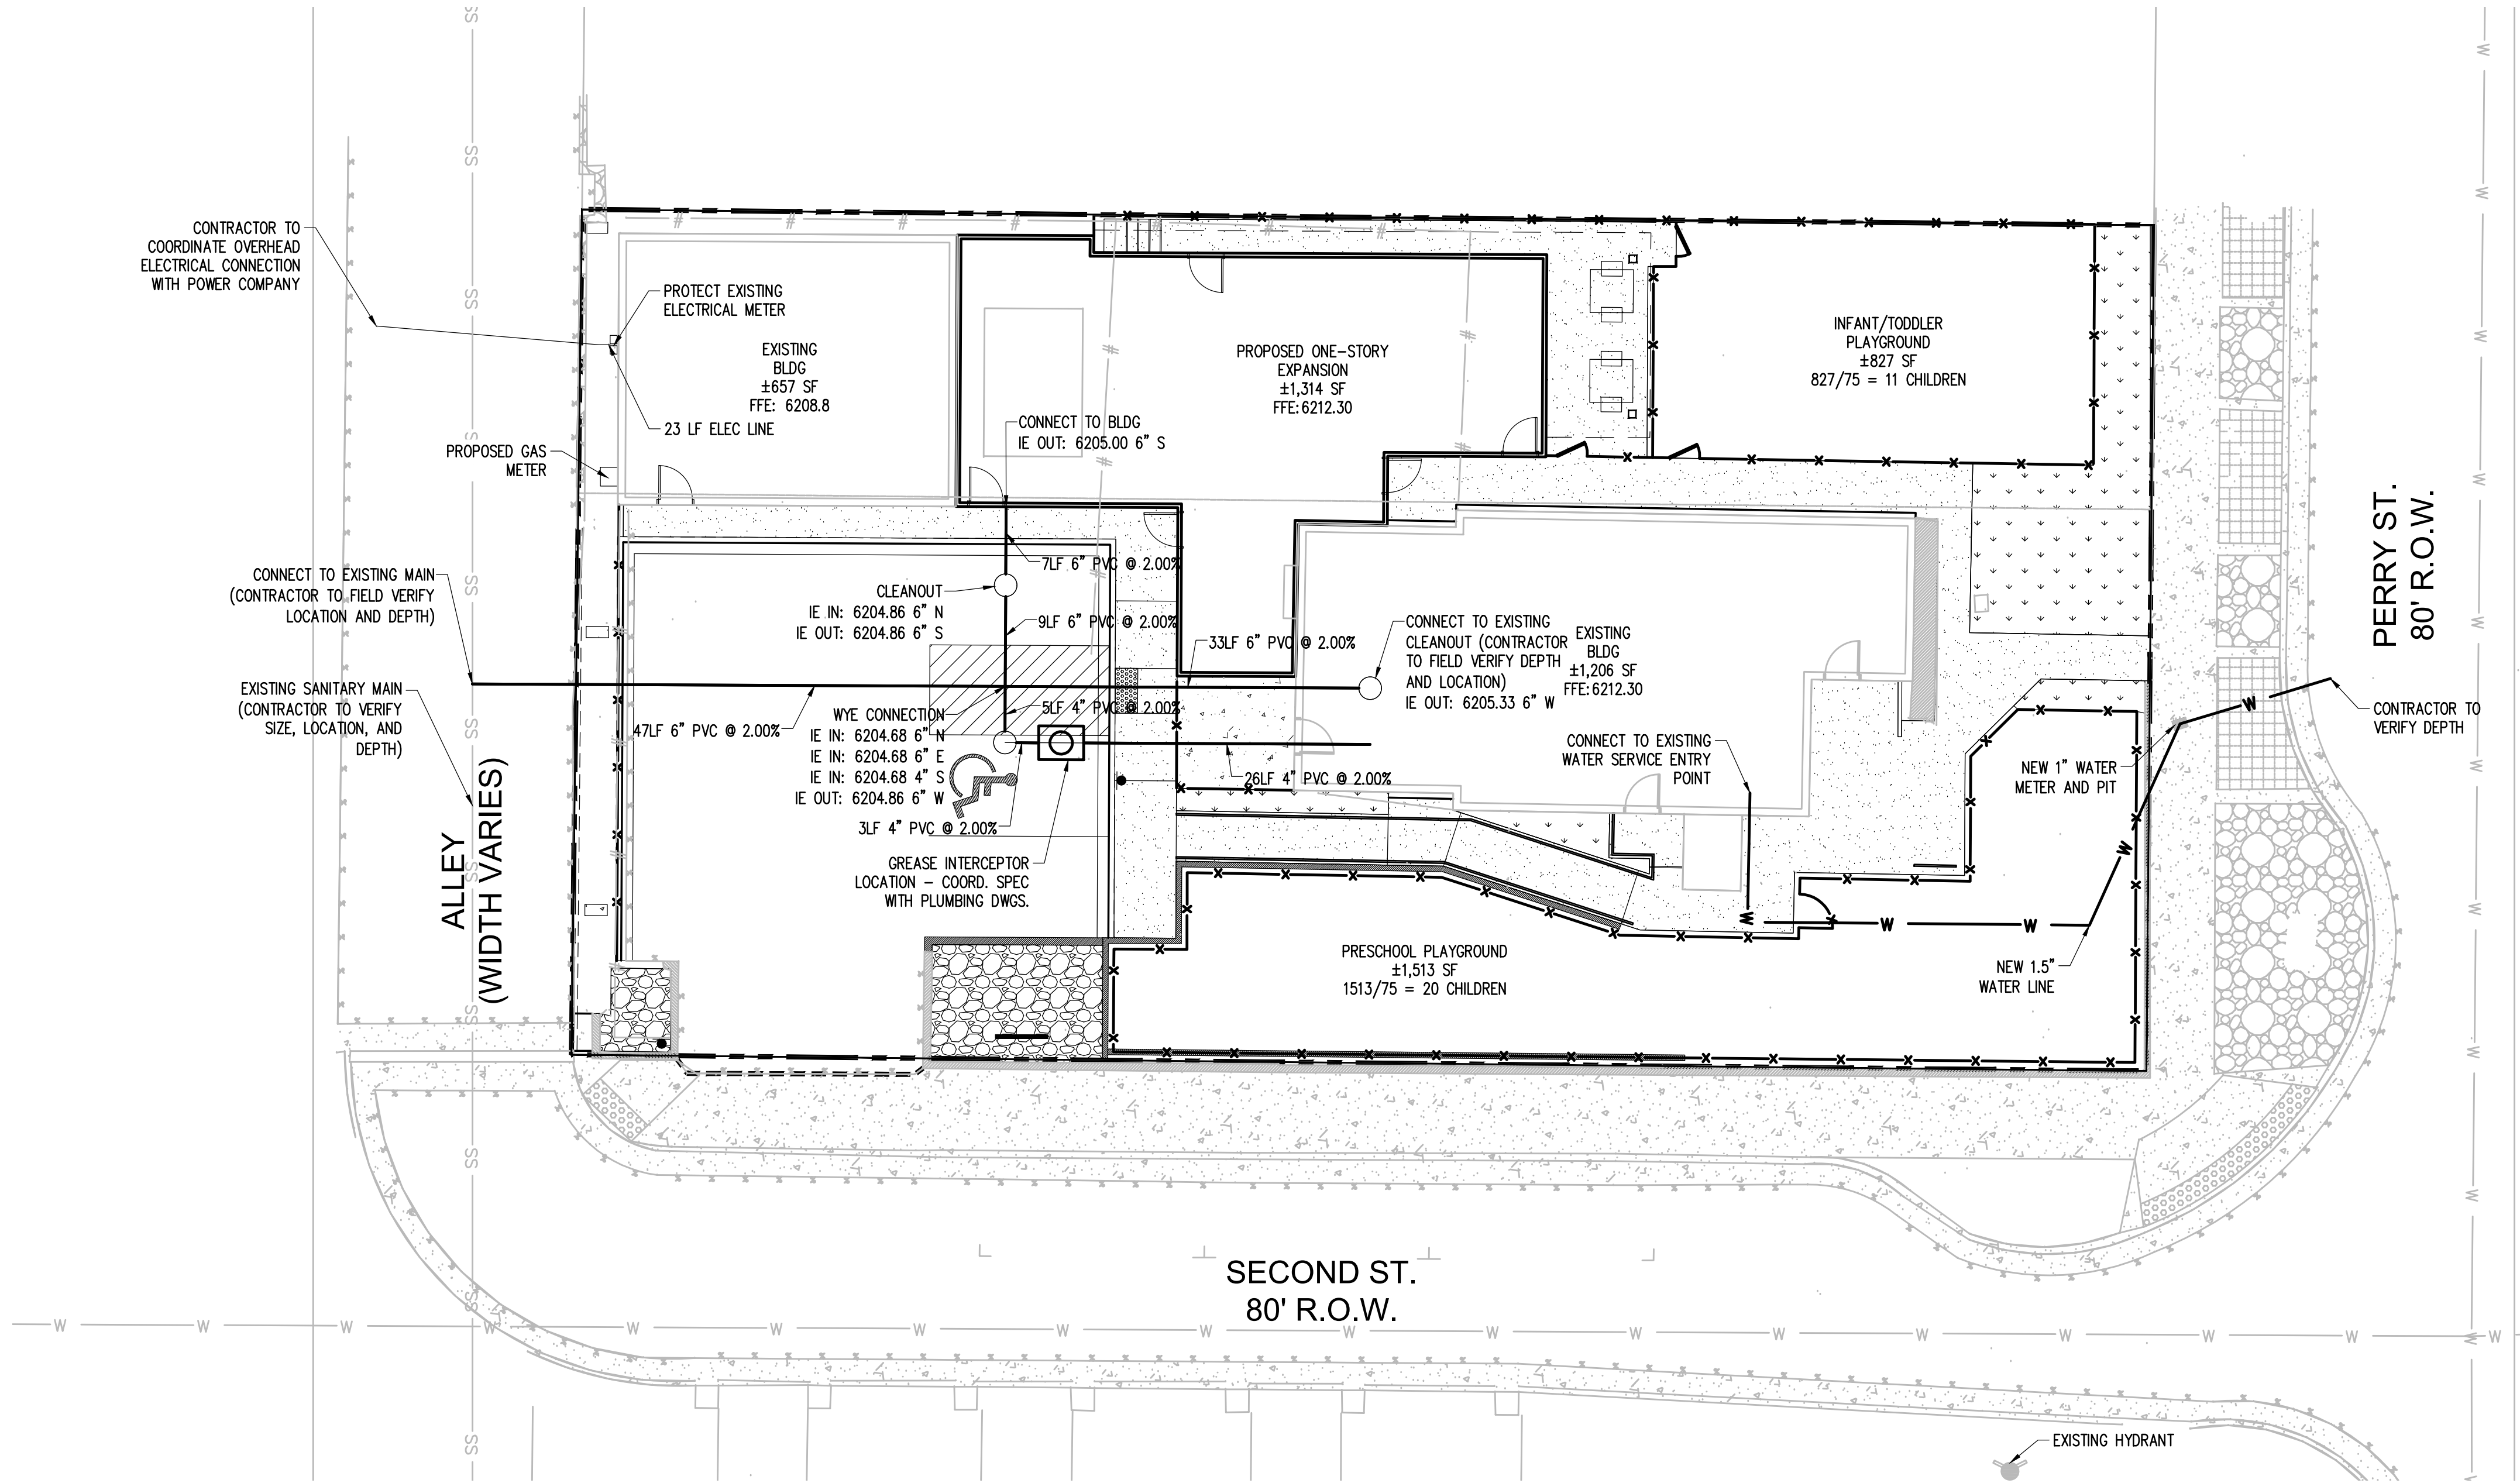 CONTRACTOR TO
COORDINATE OVERHEAD
ELECTRICAL CONNECTION
WITH POWER COMPANY
PROTECT EXISTING
ELECTRICAL METER
EXISTING
BLDG
±657 SF
FFE: 6208.8
23 LF ELEC LINE
PROPOSED GAS
METER
PROPOSED ONE-STORY
EXPANSION
±1,314 SF
FFE:6212.30
CONNECT TO BLDG
IE OUT: 6205.00 6" S
INFANT/TODDLER
PLAYGROUND
±827 SF
827/75 = 11 CHILDREN
PERRY ST.
80' R.O.W.
CONNECT TO EXISTING MAIN
(CONTRACTOR TO FIELD VERIFY
LOCATION AND DEPTH)
EXISTING SANITARY MAIN
(CONTRACTOR TO VERIFY
SIZE, LOCATION, AND
DEPTH)
7LF 6" PVC @ 2.00%
CLEANOUT
IE IN: 6204.86 6" N
IE OUT: 6204.86 6" S
9LF 6" PVC @ 2.00%
33LF 6" PVC @ 2.00%
CONNECT TO EXISTING
CLEANOUT (CONTRACTOR
TO FIELD VERIFY DEPTH
AND LOCATION)
IE OUT: 6205.33 6" W
EXISTING
BLDG
±1,206 SF
FFE:6212.30
47LF 6" PVC @ 2.00%
WYE CONNECTION
IE IN: 6204.68 6" N
IE IN: 6204.68 6" E
IE IN: 6204.68 4" S
IE OUT: 6204.86 6" W
5LF 4" PVC @ 2.00%
26LF 4" PVC @ 2.00%
3LF 4" PVC @ 2.00%
GREASE INTERCEPTOR
LOCATION - COORD. SPEC
WITH PLUMBING DWGS.
CONNECT TO EXISTING
WATER SERVICE ENTRY
POINT
CONTRACTOR TO
VERIFY DEPTH
NEW 1" WATER
METER AND PIT
NEW 1.5"
WATER LINE
PRESCHOOL PLAYGROUND
±1,513 SF
1513/75 = 20 CHILDREN
ALLEY
(WIDTH VARIES)
SECOND ST.
80' R.O.W.
EXISTING HYDRANT